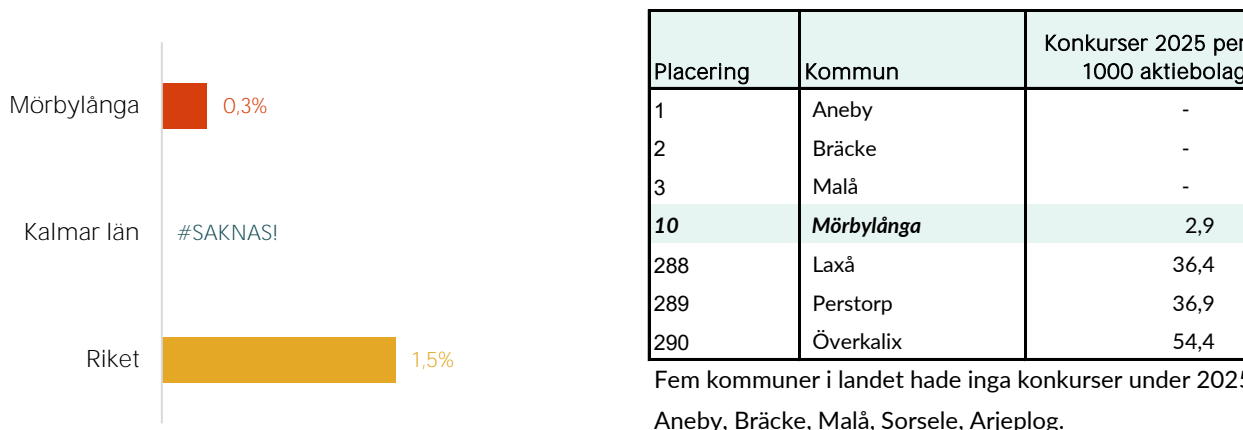 Mörbylånga 0,3%
Kalmar län #SAKNAS!
Riket 1,5%
Placering Kommun Konkurser 2025 per 1000 aktiebolag
1 Aneby -
2 Bräcke -
3 Malå -
10 Mörbylånga 2,9
288 Laxå 36,4
289 Perstorp 36,9
290 Överkalix 54,4
Fem kommuner i landet hade inga konkurser under 2025
Aneby, Bräcke, Malå, Sorsele, Arjeplog.